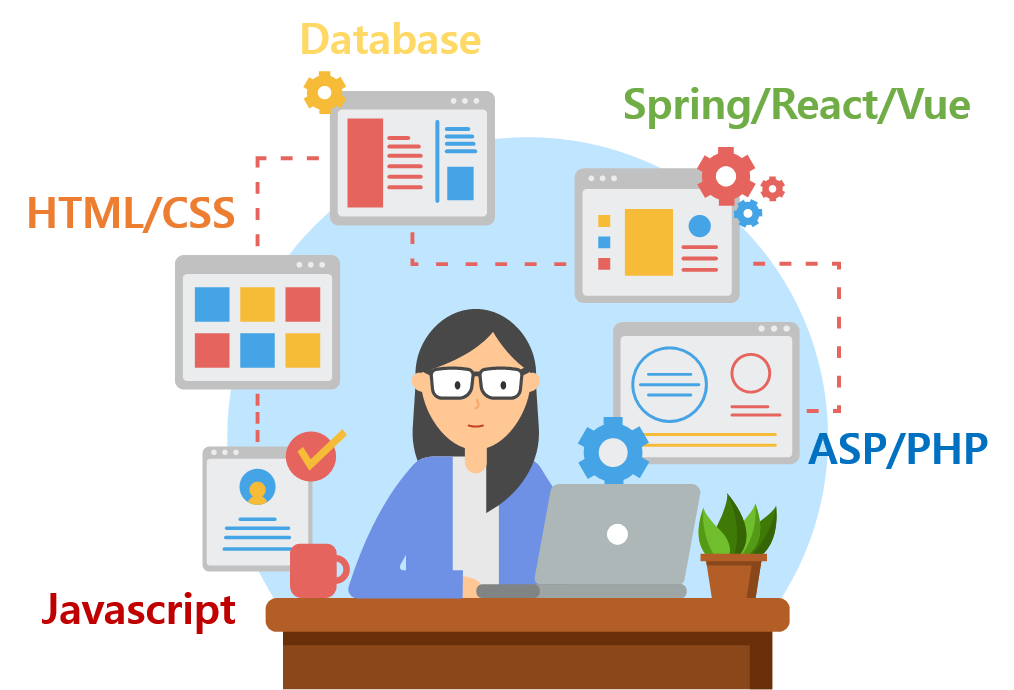 Database
Spring/React/Vue
HTML/CSS
ASP/PHP
Javascript